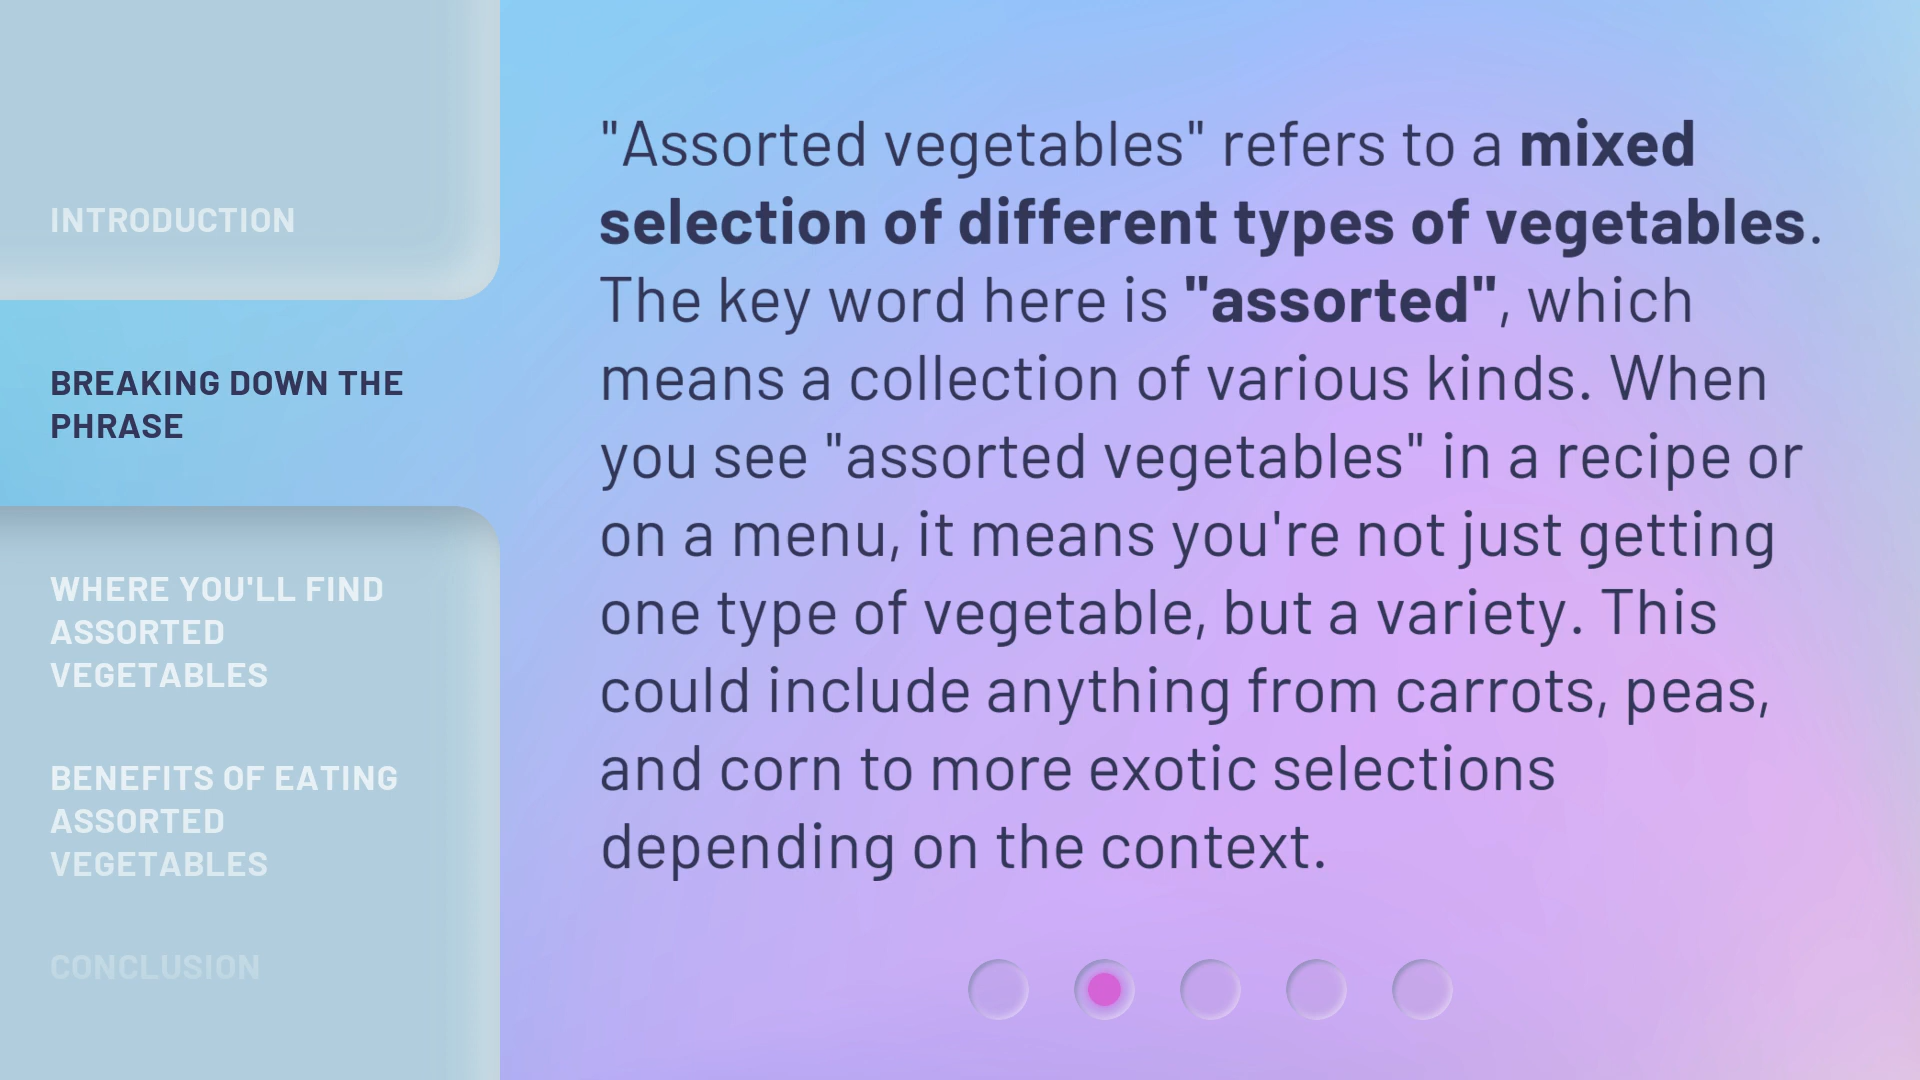 INTRODUCTION
BREAKING DOWN THE
PHRASE
WHERE YOU'LL FIND
ASSORTED
VEGETABLES
BENEFITS OF EATING
ASSORTED
VEGETABLES
CONCLUSION
"Assorted vegetables" refers to a mixed
selection of different types of vegetables.
The key word here is "assorted", which
means a collection of various kinds. When
you see "assorted vegetables" in a recipe or
on a menu, it means you're not just getting
one type of vegetable, but a variety. This
could include anything from carrots, peas,
and corn to more exotic selections
depending on the context.